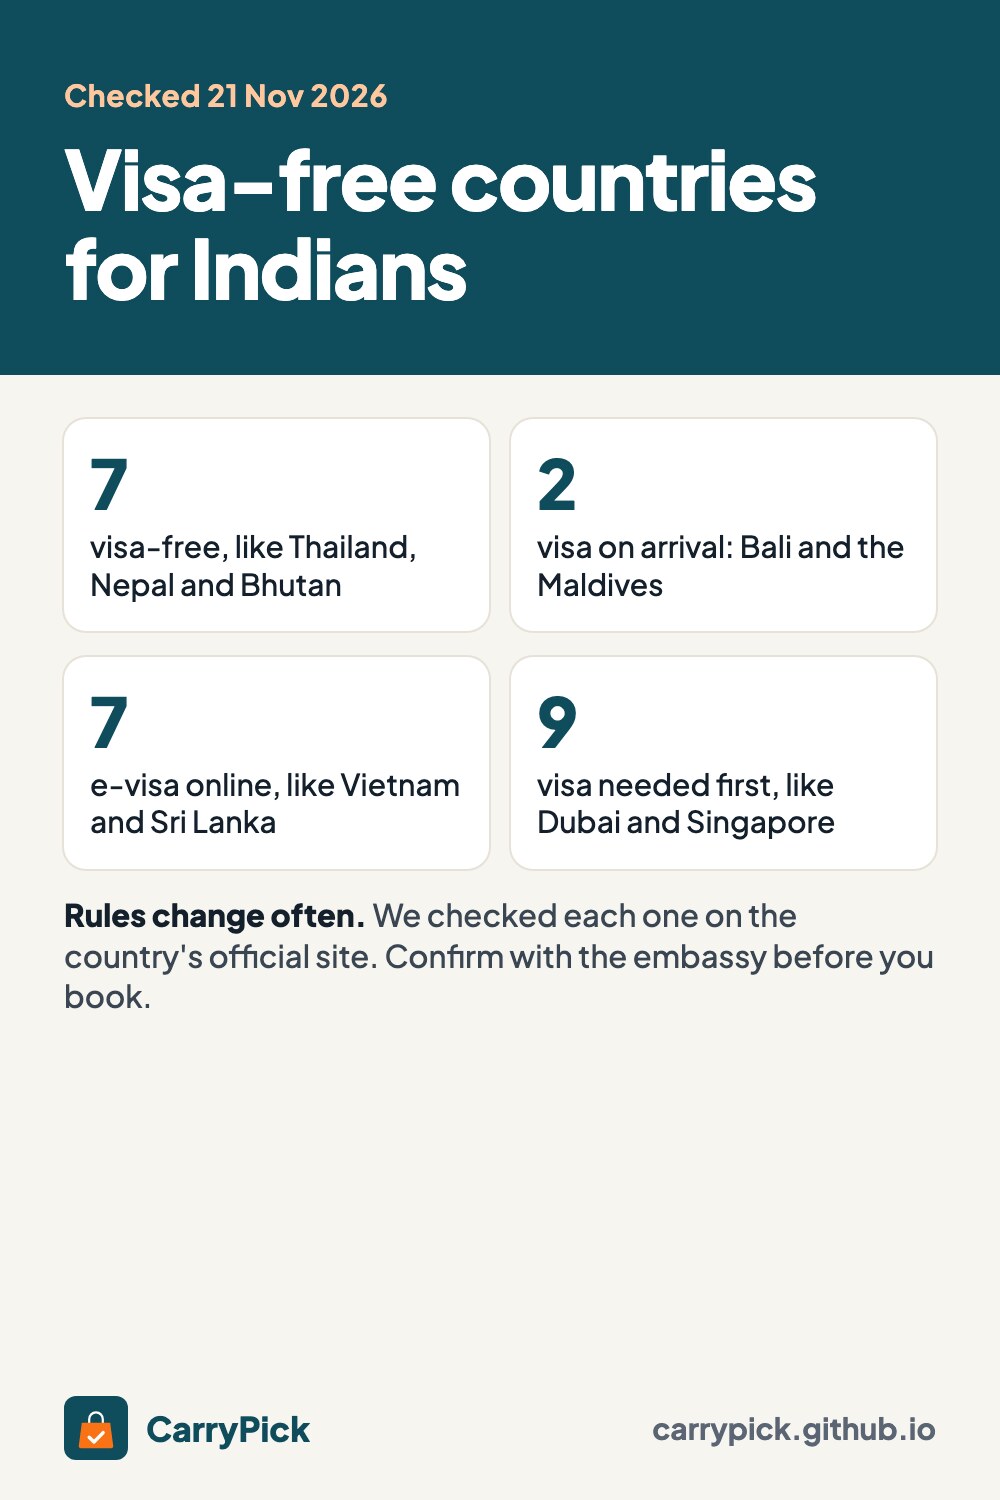 Checked 21 Nov 2026
Visa-free countries
for Indians
7
visa-free, like Thailand,
Nepal and Bhutan
2
visa on arrival: Bali and the
Maldives
7
e-visa online, like Vietnam
and Sri Lanka
9
visa needed first, like
Dubai and Singapore
Rules change often. We checked each one on the
country's official site. Confirm with the embassy before you
book.
CarryPick
carrypick.github.io